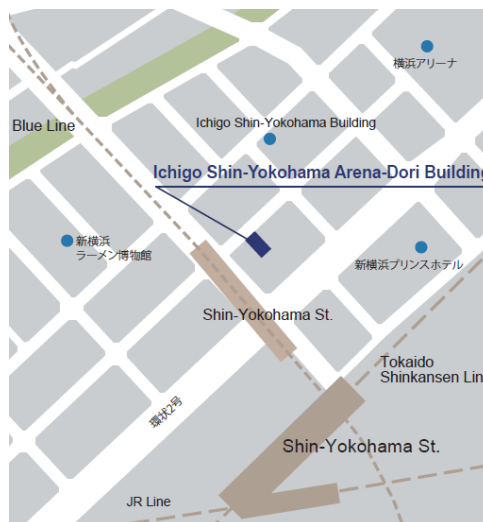 横浜アリーナ
Ichigo Shin-Yokohama Building
Blue Line
Ichigo Shin-Yokohama Arena-Dori Building
新横浜
ラーメン博物館
新横浜プリンスホテル
Shin-Yokohama St.
Tokaido
Shinkansen Lin
環状2号
Shin-Yokohama St.
JR Line